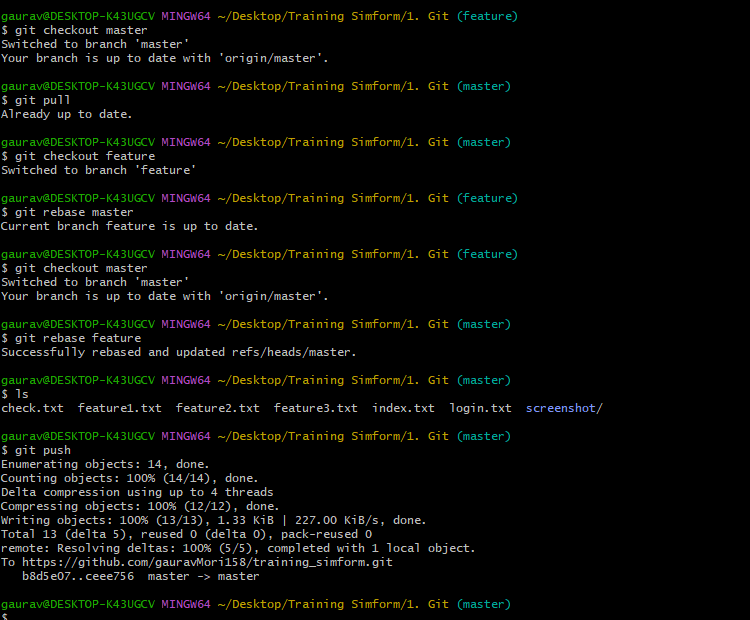 gaurav@DESKTOP-K43UGCV MINGW64 ~/Desktop/Training Simform/1. Git (feature)
$ git checkout master
Switched to branch 'master'
Your branch is up to date with 'origin/master'.
gaurav@DESKTOP-K43UGCV MINGW64 ~/Desktop/Training Simform/1. Git (master)
$ git pull
Already up to date.
gaurav@DESKTOP-K43UGCV MINGW64 ~/Desktop/Training Simform/1. Git (master)
$ git checkout feature
Switched to branch 'feature'
gaurav@DESKTOP-K43UGCV MINGW64 ~/Desktop/Training Simform/1. Git (feature)
$ git rebase master
Current branch feature is up to date.
gaurav@DESKTOP-K43UGCV MINGW64 ~/Desktop/Training Simform/1. Git (feature)
$ git checkout master
Switched to branch 'master'
Your branch is up to date with 'origin/master'.
gaurav@DESKTOP-K43UGCV MINGW64 ~/Desktop/Training Simform/1. Git (master)
$ git rebase feature
Successfully rebased and updated refs/heads/master.
gaurav@DESKTOP-K43UGCV MINGW64 ~/Desktop/Training Simform/1. Git (master)
$ ls
check.txt  feature1.txt  feature2.txt  feature3.txt  index.txt  login.txt  screenshot/
gaurav@DESKTOP-K43UGCV MINGW64 ~/Desktop/Training Simform/1. Git (master)
$ git push
Enumerating objects: 14, done.
Counting objects: 100% (14/14), done.
Delta compression using up to 4 threads
Compressing objects: 100% (12/12), done.
Writing objects: 100% (13/13), 1.33 KiB | 227.00 KiB/s, done.
Total 13 (delta 5), reused 0 (delta 0), pack-reused 0
remote: Resolving deltas: 100% (5/5), completed with 1 local object.
To https://github.com/gauravMori158/training_simform.git
   b8d5e07..ceee756  master -> master
gaurav@DESKTOP-K43UGCV MINGW64 ~/Desktop/Training Simform/1. Git (master)
$